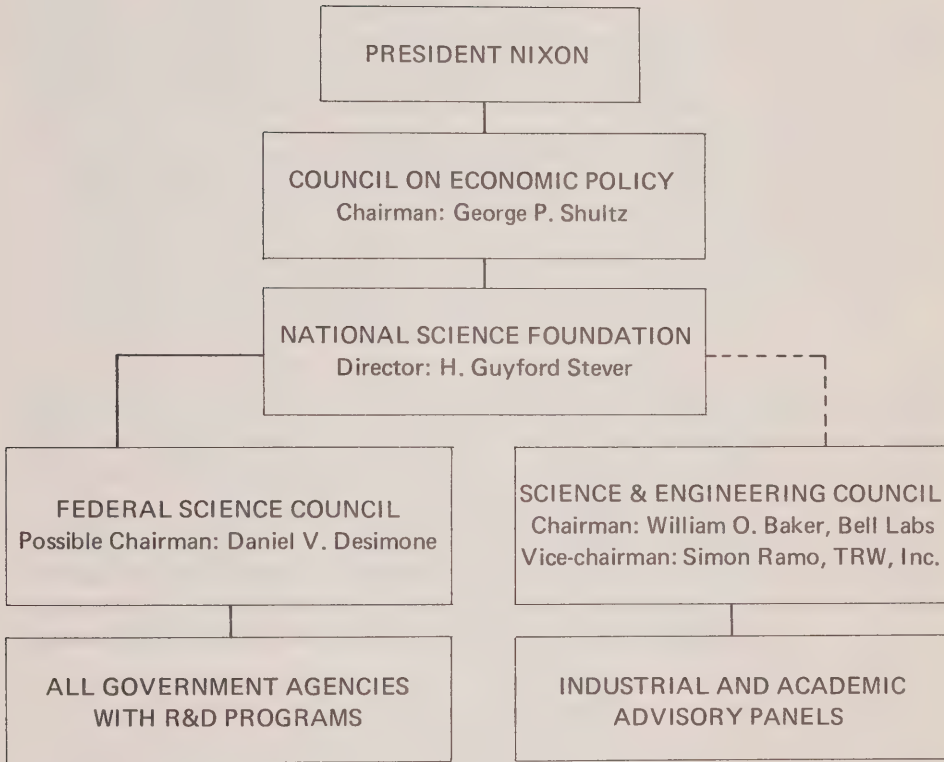 PRESIDENT NIXON
COUNCIL ON ECONOMIC POLICY
Chairman: George P. Shultz
NATIONAL SCIENCE FOUNDATION
Director: H. Guyford Stever
FEDERAL SCIENCE COUNCIL
Possible Chairman: Daniel V. Desimone
SCIENCE & ENGINEERING COUNCIL
Chairman: William O. Baker, Bell Labs
Vice-chairman: Simon Ramo, TRW, Inc.
ALL GOVERNMENT AGENCIES
WITH R&D PROGRAMS
INDUSTRIAL AND ACADEMIC
ADVISORY PANELS